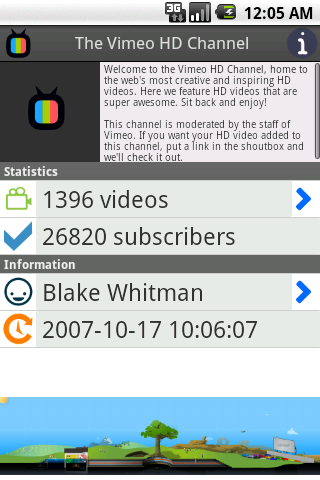 3G
12:05 AM
The Vimeo HD Channel
Welcome to the Vimeo HD Channel, home to
the web's most creative and inspiring HD
videos. Here we feature HD videos that are
super awesome. Sit back and enjoy!
This channel is moderated by the staff of
Vimeo. If you want your HD video added to
this channel, put a link in the shoutbox and
we'll check it out.
Statistics
1396 videos
26820 subscribers
Information
Blake Whitman
2007-10-17 10:06:07